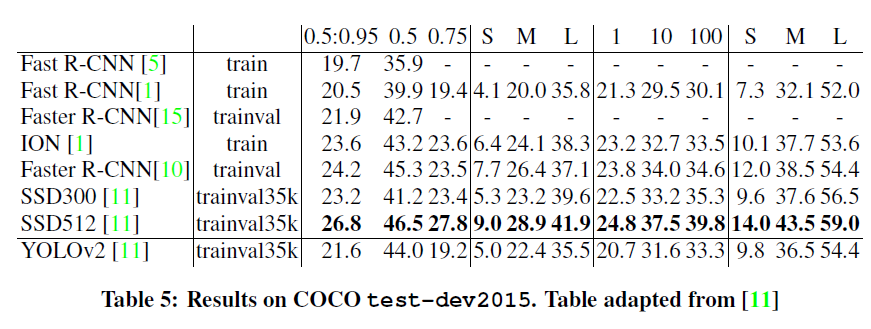 0.5:0.95 0.5 0.75 S M L 1 10 100 S M L
Fast R-CNN [5] train 19.7 35.9 - - - - - - - - - -
Fast R-CNN[1] train 20.5 39.9 19.4 4.1 20.0 35.8 21.3 29.5 30.1 7.3 32.1 52.0
Faster R-CNN[15] trainval 21.9 42.7 - - - - - - - - - -
ION [1] train 23.6 43.2 23.6 6.4 24.1 38.3 23.2 32.7 33.5 10.1 37.7 53.6
Faster R-CNN[10] trainval 24.2 45.3 23.5 7.7 26.4 37.1 23.8 34.0 34.6 12.0 38.5 54.4
SSD300 [11] trainval35k 23.2 41.2 23.4 5.3 23.2 39.6 22.5 33.2 35.3 9.6 37.6 56.5
SSD512 [11] trainval35k 26.8 46.5 27.8 9.0 28.9 41.9 24.8 37.5 39.8 14.0 43.5 59.0
YOLOv2 [11] trainval35k 21.6 44.0 19.2 5.0 22.4 35.5 20.7 31.6 33.3 9.8 36.5 54.4
Table 5: Results on COCO test-dev2015. Table adapted from [11]